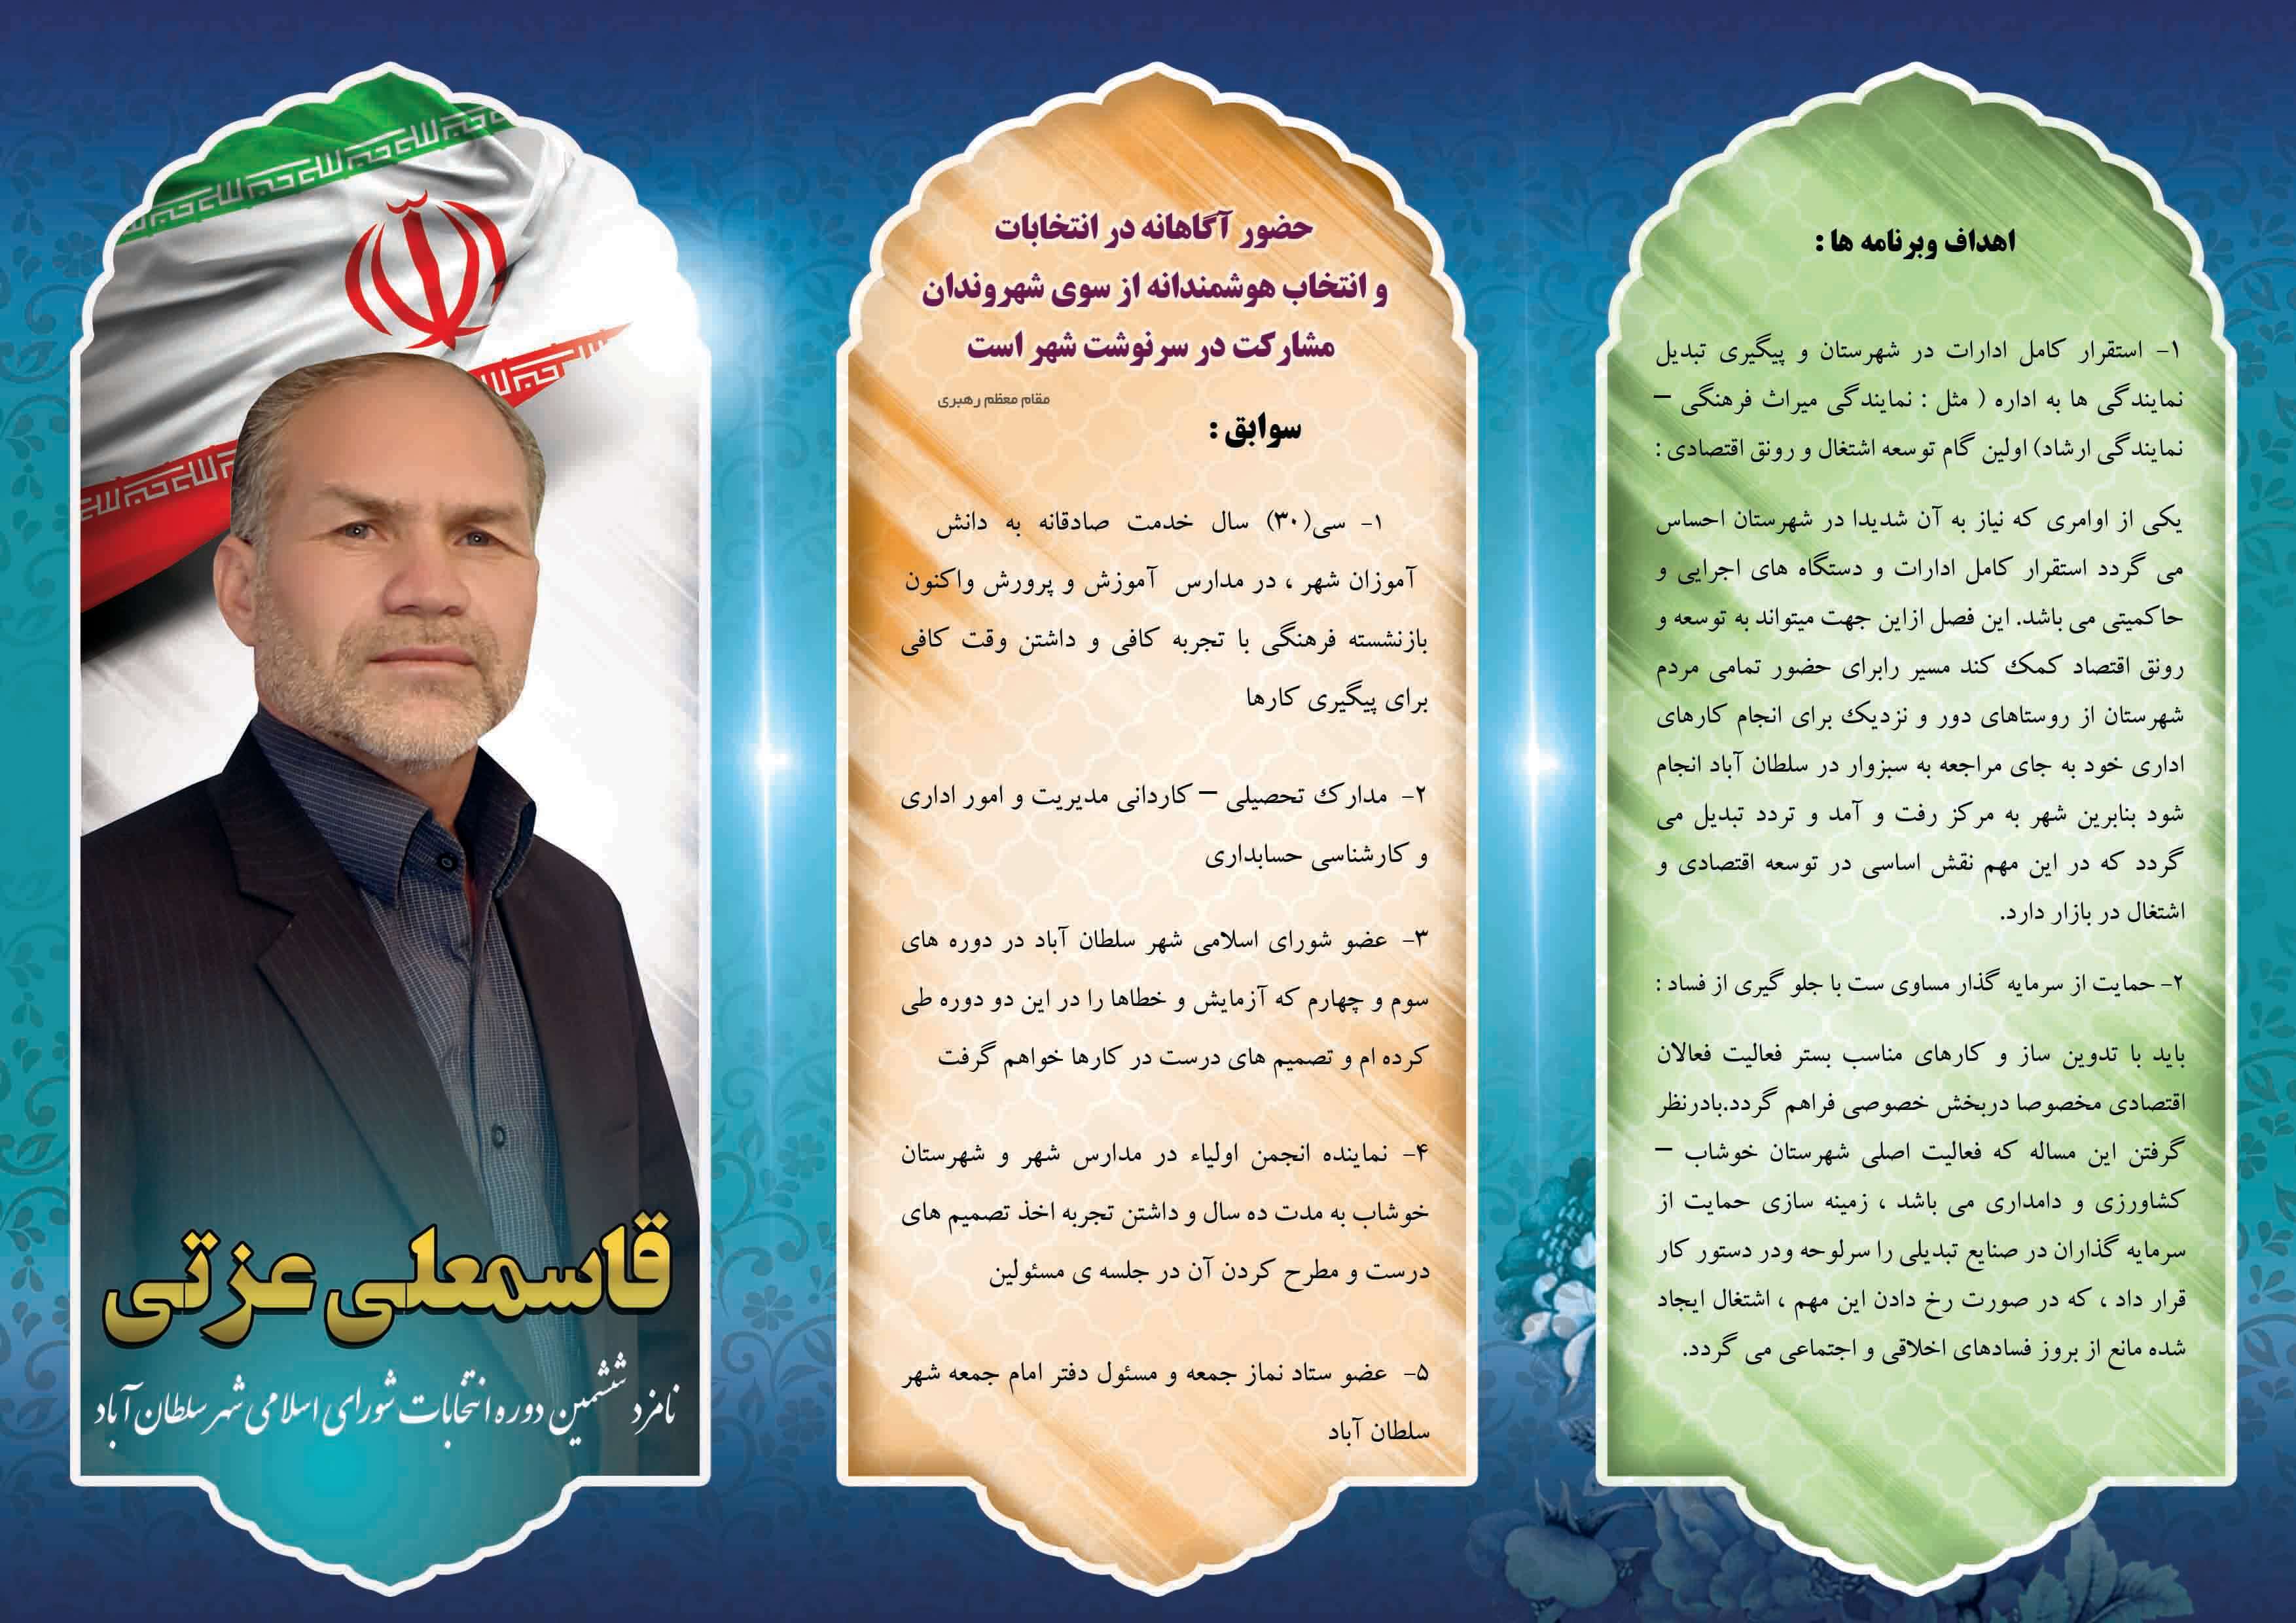 قاسمعلی عزتی
نامزد ششمین دوره انتخابات شورای اسلامی شهر سلطان آباد
حضور آگاهانه در انتخابات
و انتخاب هوشمندانه از سوی شهروندان
مشارکت در سرنوشت شهر است
مقام معظم رهبری
سوابق :
۱- سی(۳۰) سال خدمت صادقانه به دانش
آموزان شهر ، در مدارس آموزش و پرورش واکنون
بازنشسته فرهنگی با تجربه کافی و داشتن وقت کافی
برای پیگیری کارها
۲- مدارک تحصیلی – کاردانی مدیریت و امور اداری
و کارشناسی حسابداری
۳- عضو شورای اسلامی شهر سلطان آباد در دوره های
سوم و چهارم که آزمایش و خطاها را در این دو دوره طی
کرده ام و تصمیم های درست در کارها خواهم گرفت
۴- نماینده انجمن اولیاء در مدارس شهر و شهرستان
خوشاب به مدت ده سال و داشتن تجربه اخذ تصمیم های
درست و مطرح کردن آن در جلسه ی مسئولین
۵- عضو ستاد نماز جمعه و مسئول دفتر امام جمعه شهر
سلطان آباد
اهداف وبرنامه ها :
۱- استقرار کامل ادارات در شهرستان و پیگیری تبدیل
نمایندگی ها به اداره ( مثل : نمایندگی میراث فرهنگی –
نمایندگی ارشاد) اولین گام توسعه اشتغال و رونق اقتصادی :
یکی از اوامری که نیاز به آن شدیدا در شهرستان احساس
می گردد استقرار کامل ادارات و دستگاه های اجرایی و
حاکمیتی می باشد. این فصل ازاین جهت میتواند به توسعه و
رونق اقتصاد کمک کند مسیر رابرای حضور تمامی مردم
شهرستان از روستاهای دور و نزدیک برای انجام کارهای
اداری خود به جای مراجعه به سبزوار در سلطان آباد انجام
شود بنابرین شهر به مرکز رفت و آمد و تردد تبدیل می
گردد که در این مهم نقش اساسی در توسعه اقتصادی و
اشتغال در بازار دارد.
۲- حمایت از سرمایه گذار مساوی ست با جلو گیری از فساد :
باید با تدوین ساز و کارهای مناسب بستر فعالیت فعالان
اقتصادی مخصوصا دربخش خصوصی فراهم گردد.بادرنظر
گرفتن این مساله که فعالیت اصلی شهرستان خوشاب –
کشاورزی و دامداری می باشد ، زمینه سازی حمایت از
سرمایه گذاران در صنایع تبدیلی را سرلوحه ودر دستور کار
قرار داد ، که در صورت رخ دادن این مهم ، اشتغال ایجاد
شده مانع از بروز فسادهای اخلاقی و اجتماعی می گردد.